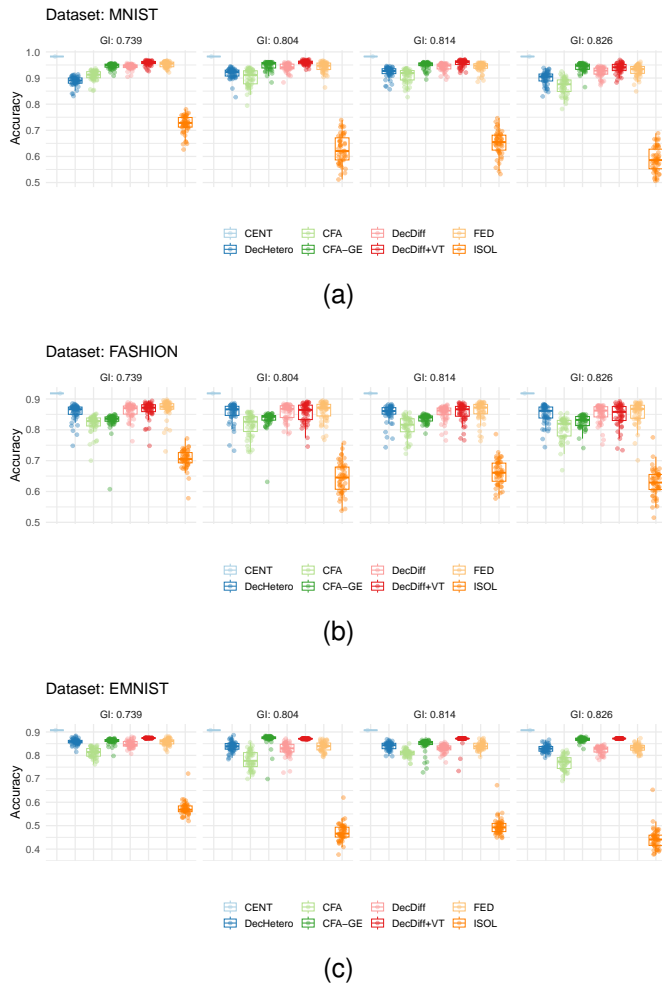 Dataset: MNIST
GI: 0.739 GI: 0.804 GI: 0.814 GI: 0.826
1.0
0.9
0.8
0.7
0.6
0.5
Accuracy
CENT CFA DecDiff FED
DecHetero CFA−GE DecDiff+VT ISOL
(a)
Dataset: FASHION
GI: 0.739 GI: 0.804 GI: 0.814 GI: 0.826
0.9
0.8
0.7
0.6
0.5
Accuracy
CENT CFA DecDiff FED
DecHetero CFA−GE DecDiff+VT ISOL
(b)
Dataset: EMNIST
GI: 0.739 GI: 0.804 GI: 0.814 GI: 0.826
0.9
0.8
0.7
0.6
0.5
0.4
Accuracy
CENT CFA DecDiff FED
DecHetero CFA−GE DecDiff+VT ISOL
(c)